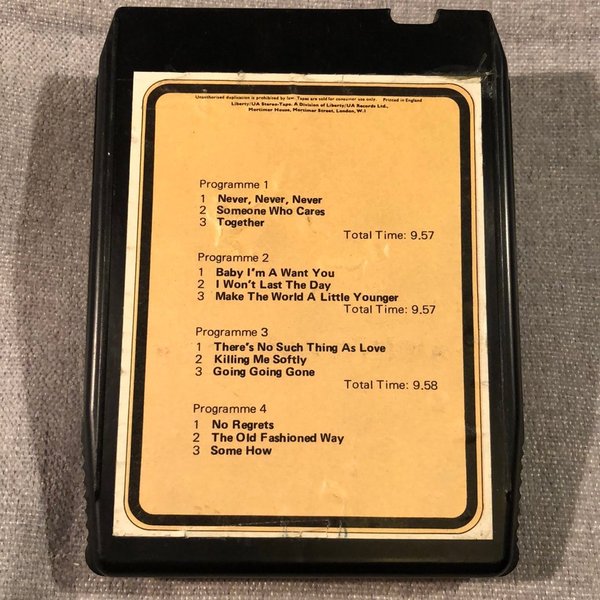 Unauthorised duplication is prohibited by law. Tapes are sold for consumer use only. Printed in England
Liberty/UA Stereo-Tape. A Division of Liberty/UA Records Ltd.,
Mortimer House, Mortimer Street, London, W.1
Programme 1
1 Never, Never, Never
2 Someone Who Cares
3 Together
Total Time: 9.57
Programme 2
1 Baby I'm A Want You
2 I Won't Last The Day
3 Make The World A Little Younger
Total Time: 9.57
Programme 3
1 There's No Such Thing As Love
2 Killing Me Softly
3 Going Going Gone
Total Time: 9.58
Programme 4
1 No Regrets
2 The Old Fashioned Way
3 Some How